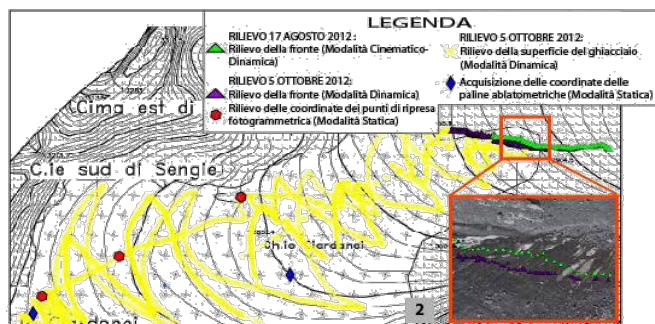 LEGENDA
RILIEVO 17 AGOSTO 2012:
Rilievo della fronte (Modalità Cinematico-
Dinamica)
RILIEVO 5 OTTOBRE 2012:
Rilievo della fronte (Modalità Dinamica)
Rilievo delle coordinate dei punti di ripresa
fotogrammetrica (Modalità Statica)
RILIEVO 5 OTTOBRE 2012:
Rilievo della superficie del ghiacciaio
(Modalità Dinamica)
Acquisizione delle coordinate delle
paline ablatometriche (Modalità Statica)
(Cima est di
C.ie sud di Sengie
2